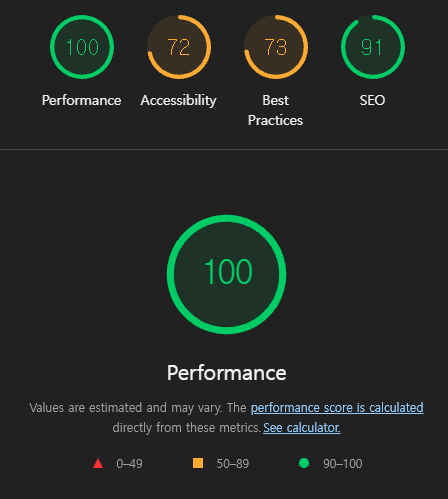 100 72 73 91
Performance Accessibility Best Practices SEO
100
Performance
Values are estimated and may vary. The performance score is calculated
directly from these metrics. See calculator.
0–49 50–89 90–100